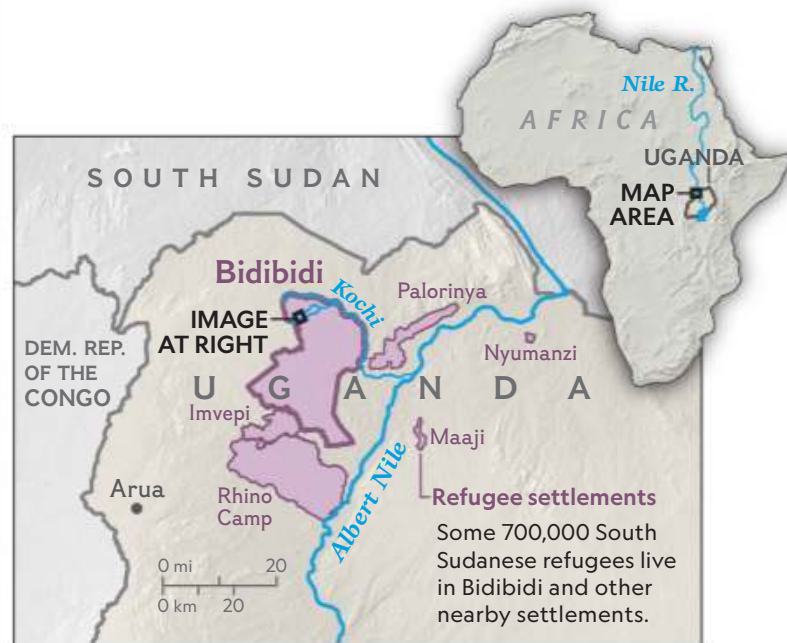 Nile R.
AFRICA
UGANDA
MAP
AREA
SOUTH SUDAN
Bidibidi
Kochi
Palorinya
IMAGE
AT RIGHT
Nyumanzi
DEM. REP.
OF THE
CONGO
UGANDA
Imvepi
Maaji
Arua
Rhino
Camp
Albert Nile
Refugee settlements
Some 700,000 South
Sudanese refugees live
in Bidibidi and other
nearby settlements.
0 mi 20
0 km 20